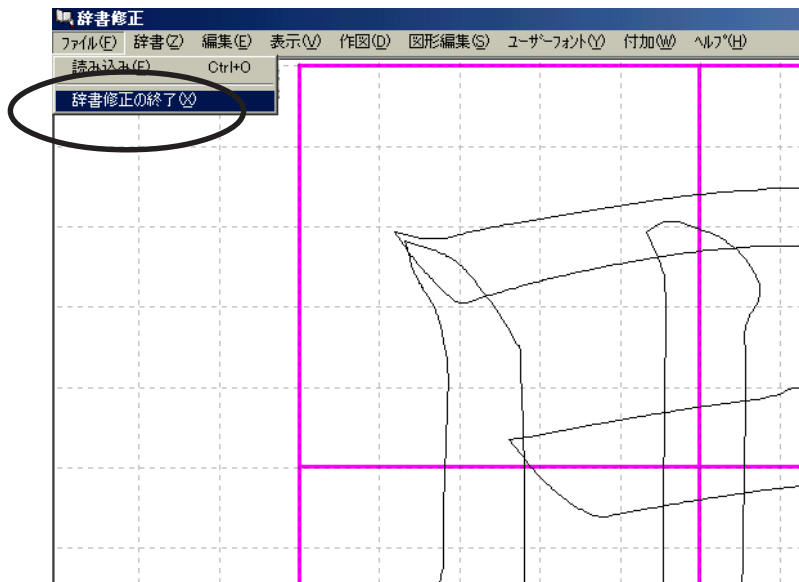 辞書修正
ファイル(F) 辞書(Z) 編集(E) 表示(V) 作図(D) 図形編集(S) ユーザーフォント(Y) 付加(W) ヘルプ(H)
読み込み(F) Ctrl+O
辞書修正の終了(X)